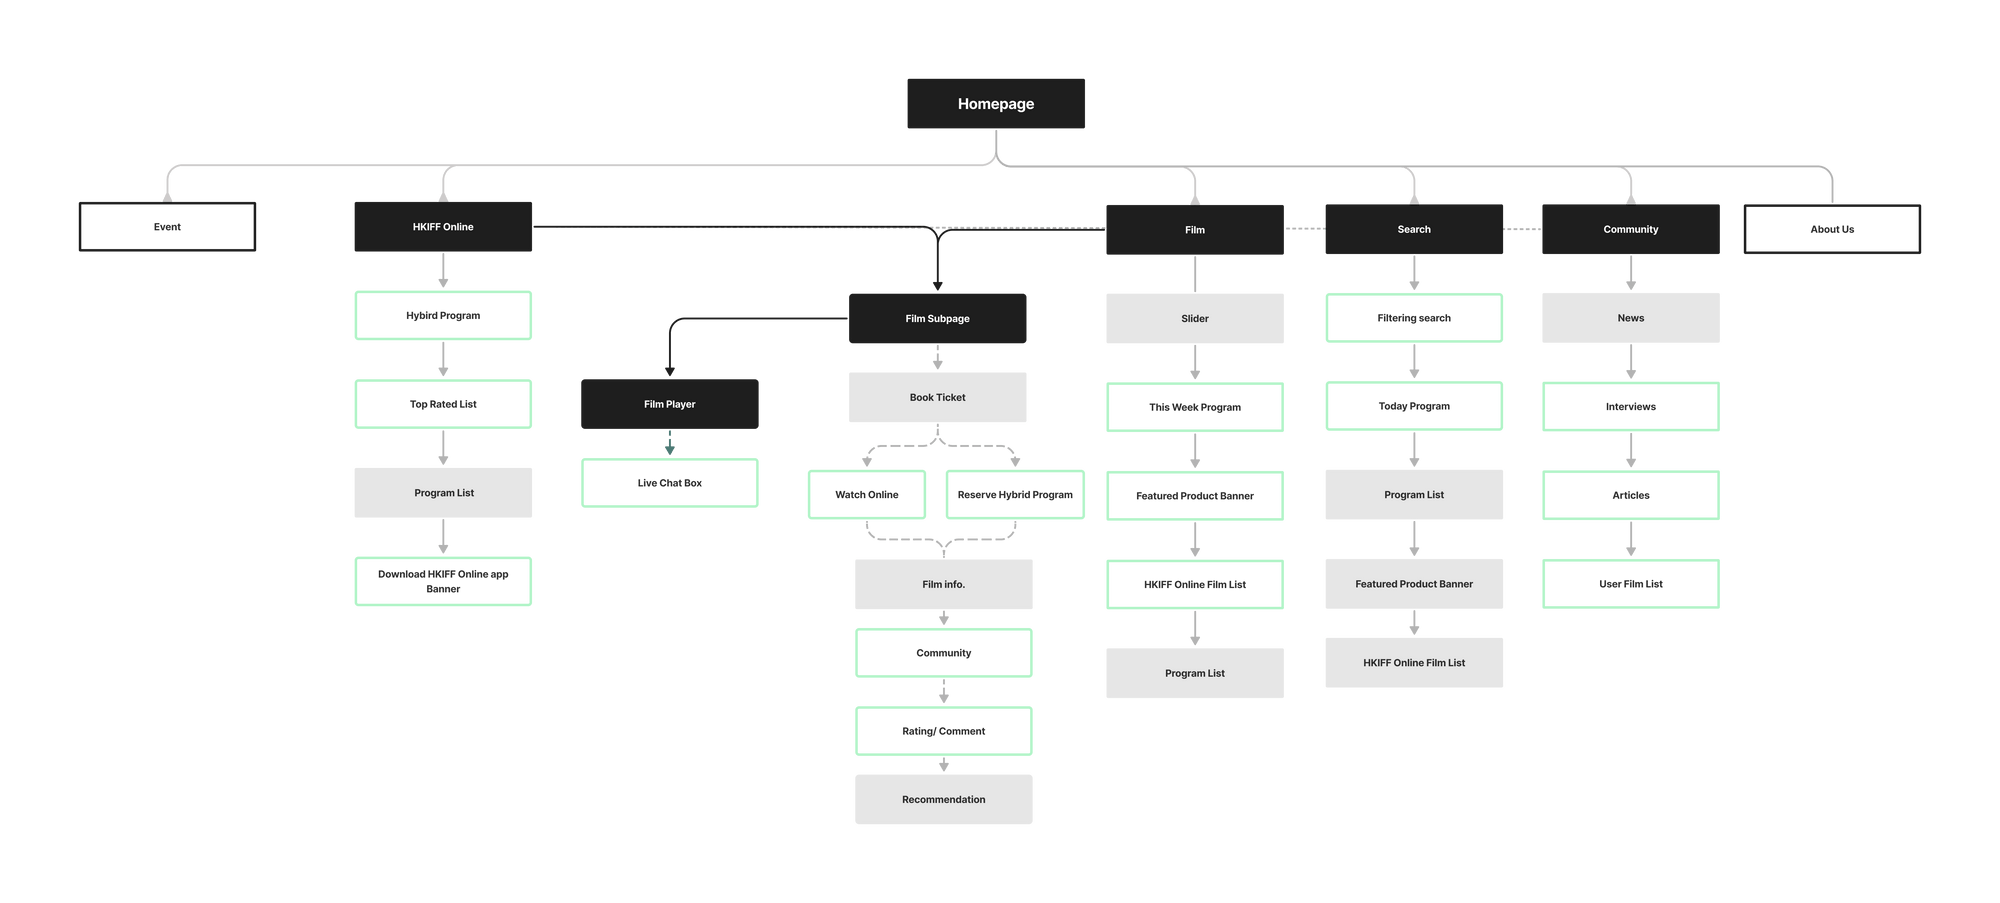 Homepage
Event
HKIFF Online
Film
Search
Community
About Us
Hybird Program
Top Rated List
Program List
Download HKIFF Online app
Banner
Film Subpage
Film Player
Live Chat Box
Book Ticket
Watch Online
Reserve Hybrid Program
Film info.
Community
Rating/ Comment
Recommendation
Slider
This Week Program
Featured Product Banner
HKIFF Online Film List
Program List
Filtering search
Today Program
Program List
Featured Product Banner
HKIFF Online Film List
News
Interviews
Articles
User Film List